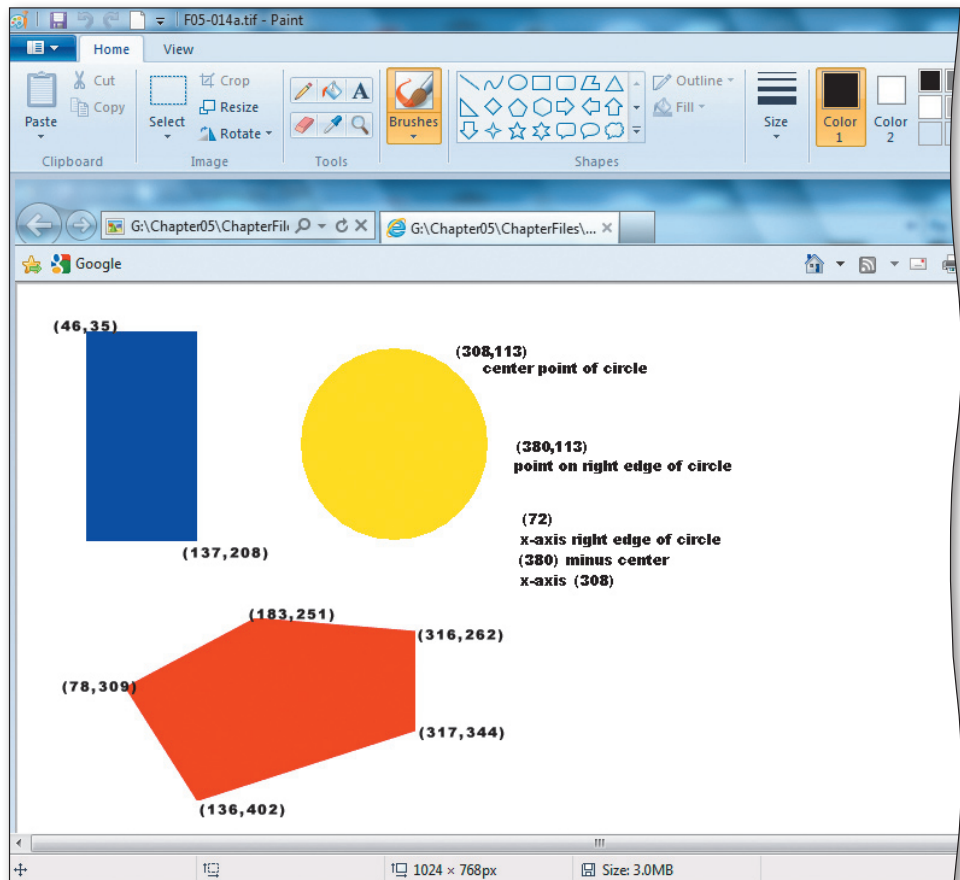 F05-014a.tif - Paint
Home View
Cut
Copy
Paste
Clipboard
Crop
Resize
Rotate
Select
Image
A
Tools
Brushes
Shapes
Outline
Fill
Size
Color 1
Color 2
G:\Chapter05\ChapterFil
G:\Chapter05\ChapterFiles\...
Google
(46,35)
(137,208)
(308,113)
center point of circle
(380,113)
point on right edge of circle
(72)
x-axis right edge of circle
(380) minus center
x-axis (308)
(183,251)
(316,262)
(78,309)
(317,344)
(136,402)
1024 × 768px
Size: 3.0MB